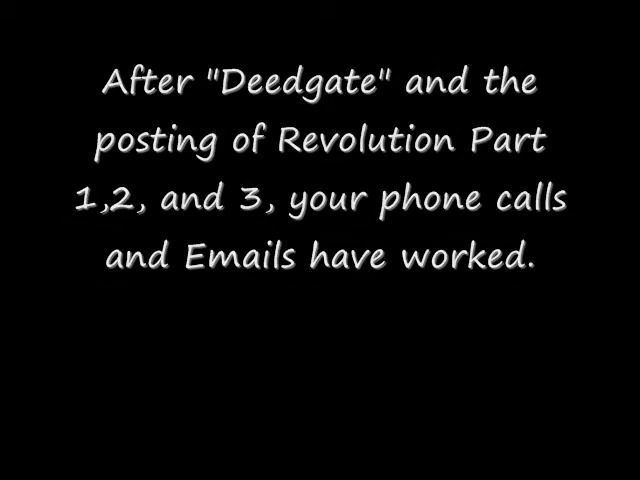 After "Deedgate" and the
posting of Revolution Part
1,2, and 3, your phone calls
and Emails have worked.